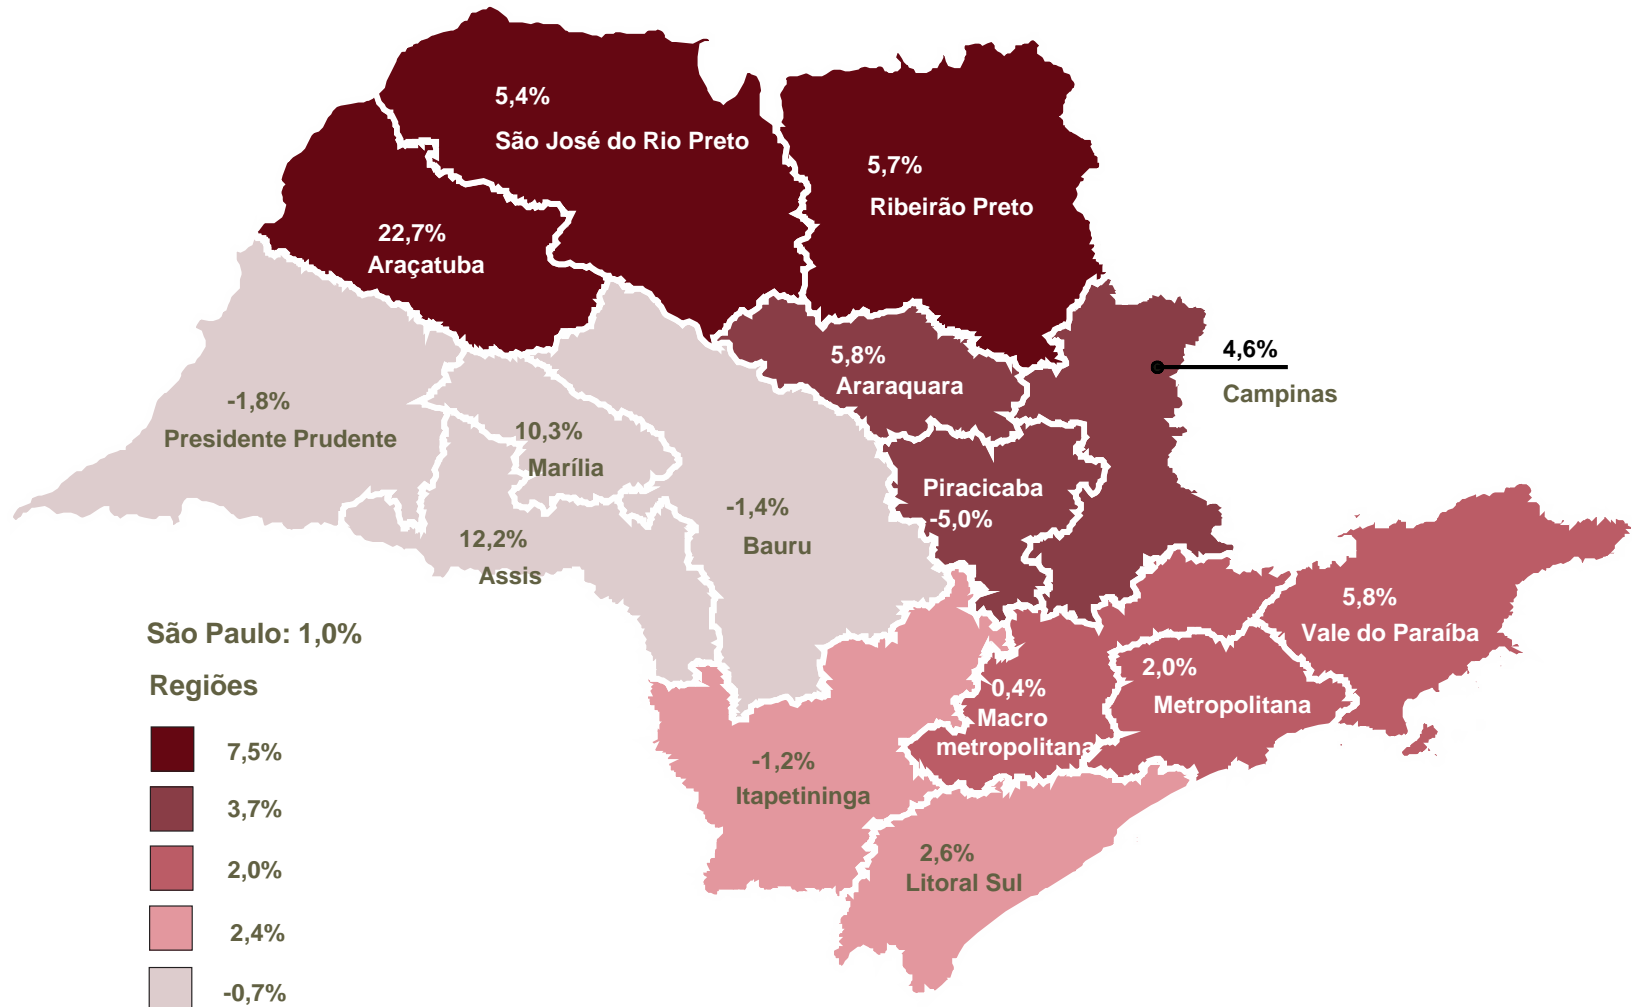 5,4%
São José do Rio Preto
5,7%
Ribeirão Preto
22,7%
Araçatuba
5,8%
Araraquara
4,6%
Campinas
-1,8%
Presidente Prudente
10,3%
Marília
Piracicaba
-5,0%
-1,4%
Bauru
12,2%
Assis
5,8%
Vale do Paraíba
2,0%
Metropolitana
0,4%
Macro
metropolitana
-1,2%
Itapetininga
2,6%
Litoral Sul
São Paulo: 1,0%
Regiões
7,5%
3,7%
2,0%
2,4%
-0,7%